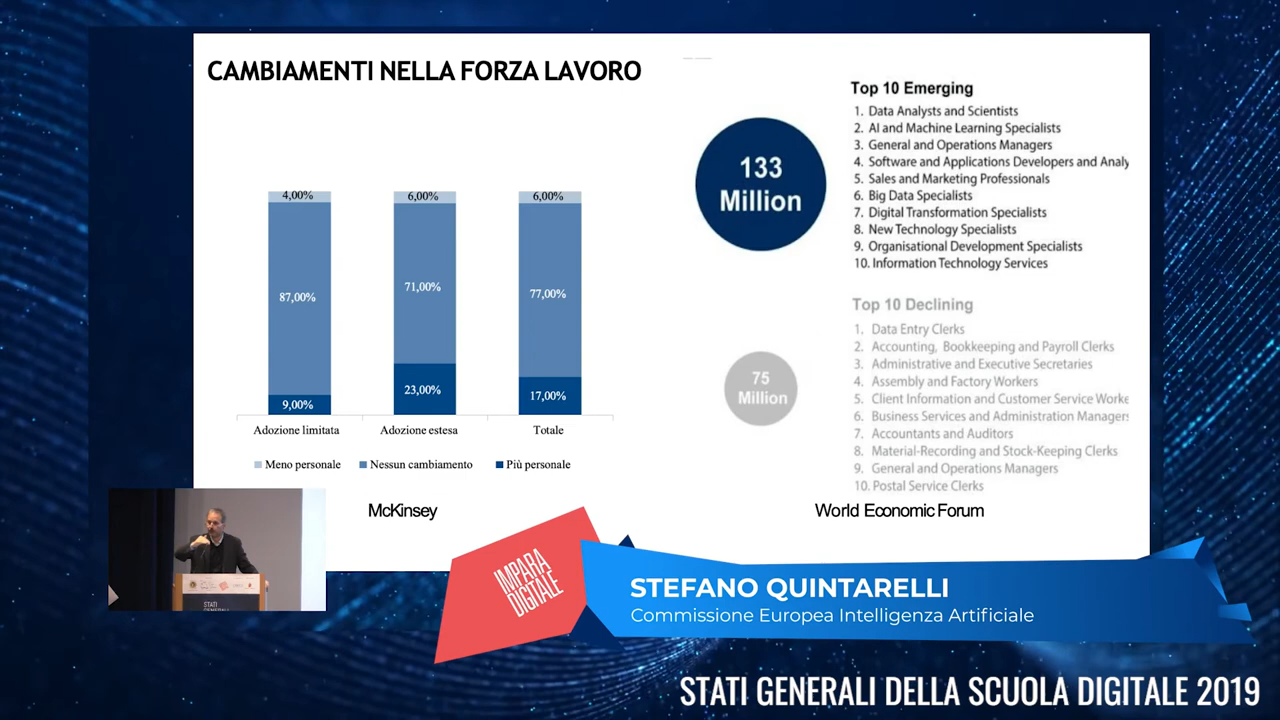 CAMBIAMENTI NELLA FORZA LAVORO
4,00%
6,00%
6,00%
87,00%
71,00%
77,00%
9,00%
23,00%
17,00%
Adozione limitata
Adozione estesa
Totale
Meno personale
Nessun cambiamento
Più personale
McKinsey
133
Million
Top 10 Emerging
1. Data Analysts and Scientists
2. AI and Machine Learning Specialists
3. General and Operations Managers
4. Software and Applications Developers and Analy
5. Sales and Marketing Professionals
6. Big Data Specialists
7. Digital Transformation Specialists
8. New Technology Specialists
9. Organisational Development Specialists
10. Information Technology Services
75
Million
Top 10 Declining
1. Data Entry Clerks
2. Accounting, Bookkeeping and Payroll Clerks
3. Administrative and Executive Secretaries
4. Assembly and Factory Workers
5. Client Information and Customer Service Worke
6. Business Services and Administration Managers
7. Accountants and Auditors
8. Material-Recording and Stock-Keeping Clerks
9. General and Operations Managers
10. Postal Service Clerks
World Economic Forum
IMPARA
DIGITALE
STEFANO QUINTARELLI
Commissione Europea Intelligenza Artificiale
STATI
STATI GENERALI DELLA SCUOLA DIGITALE 2019